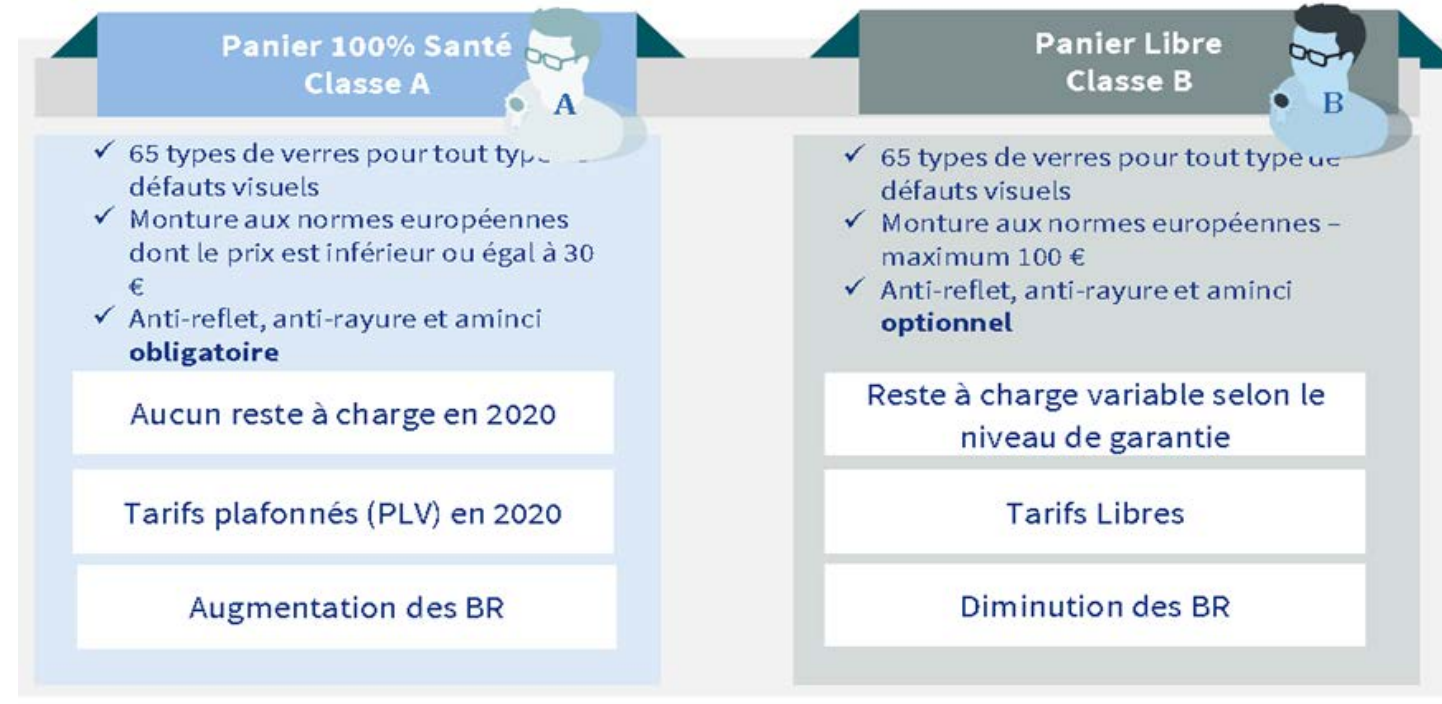 Panier 100% Santé
Classe A
A
✓ 65 types de verres pour tout
défauts visuels
✓ Monture aux normes européennes
dont le prix est inférieur ou égal à 30
€
✓ Anti-reflet, anti-rayure et aminci
obligatoire
Aucun reste à charge en 2020
Tarifs plafonnés (PLV) en 2020
Augmentation des BR
Panier Libre
Classe B
B
✓ 65 types de verres pour tout type de
défauts visuels
✓ Monture aux normes européennes –
maximum 100 €
✓ Anti-reflet, anti-rayure et aminci
optionnel
Reste à charge variable selon le
niveau de garantie
Tarifs Libres
Diminution des BR